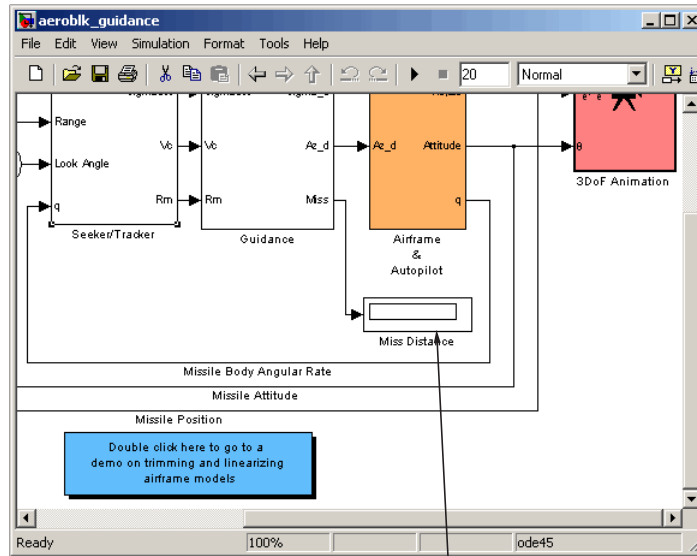 aeroblk_guidance
File Edit View Simulation Format Tools Help
20 Normal
Range
Look Angle
q
Vc
Rm
Seeker/Tracker
Vc
Rm
Az_d
Miss
Guidance
Az_d
Attitude
q
Airframe
&
Autopilot
θ
3DoF Animation
Miss Distance
Missile Body Angular Rate
Missile Attitude
Missile Position
Double click here to go to a
demo on trimming and linearizing
airframe models
Ready 100% ode45